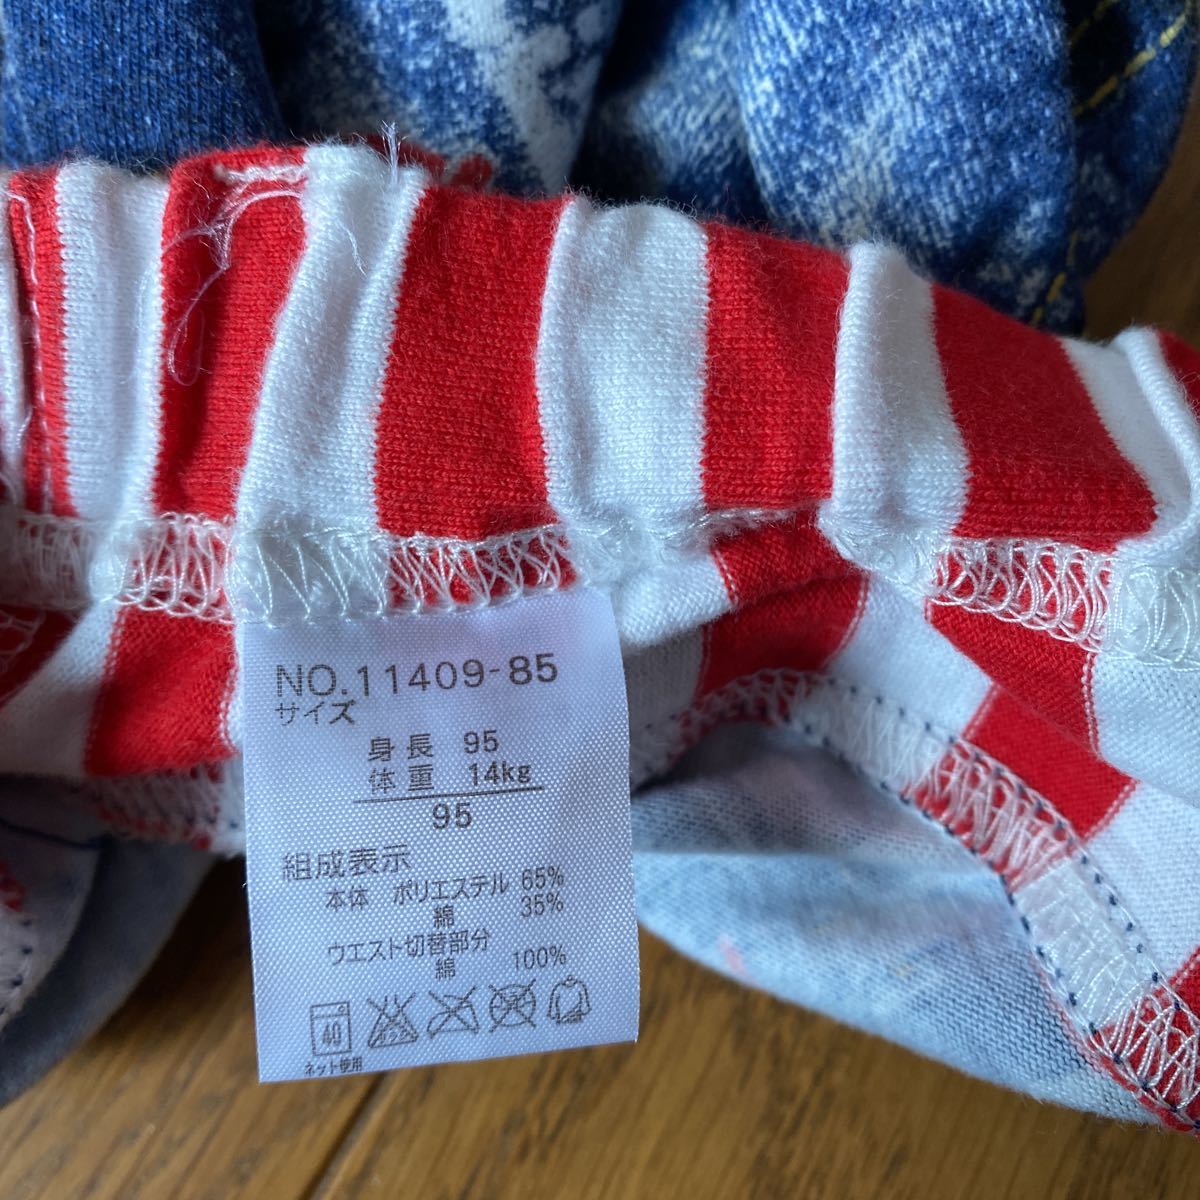 NO.11409-85
サイズ
身長 95
体重 14kg
95
組成表示
本体 ポリエステル 65%
綿 35%
ウエスト切替部分
綿 100%
40
ネット使用